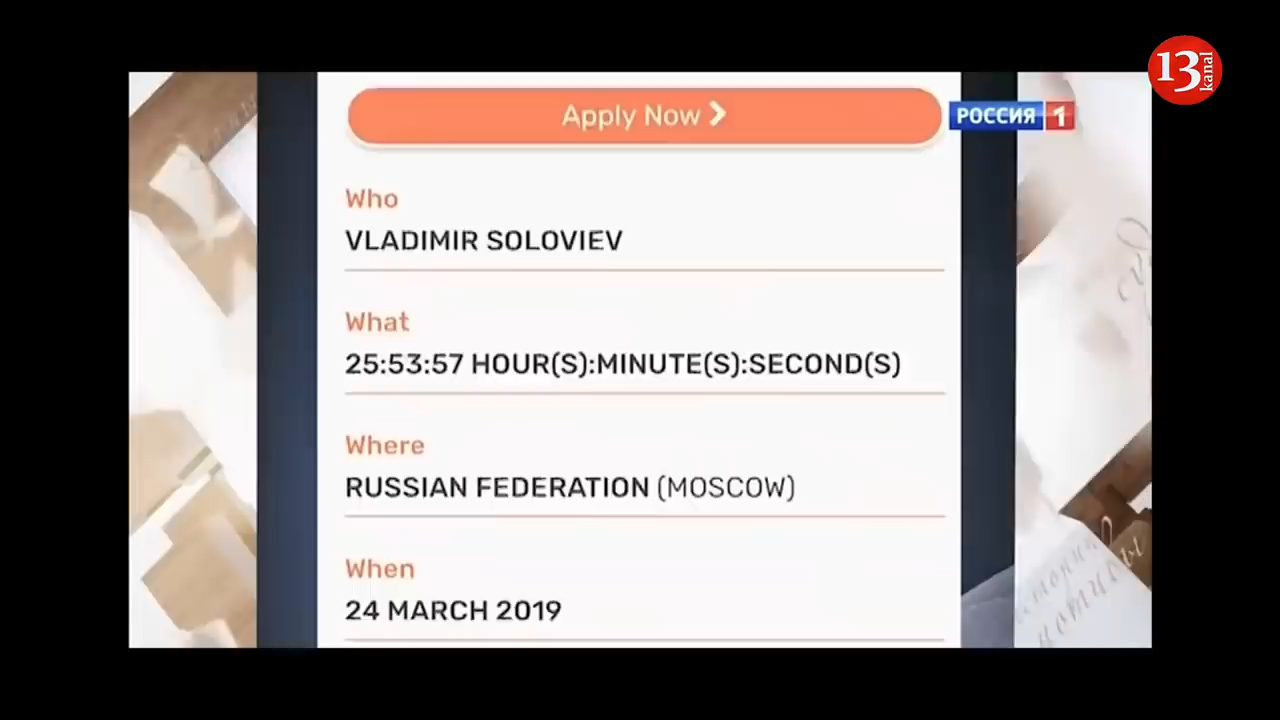 13 kanal
Apply Now
РОССИЯ 1
Who
VLADIMIR SOLOVIEV
What
25:53:57 HOUR(S):MINUTE(S):SECOND(S)
Where
RUSSIAN FEDERATION (MOSCOW)
When
24 MARCH 2019